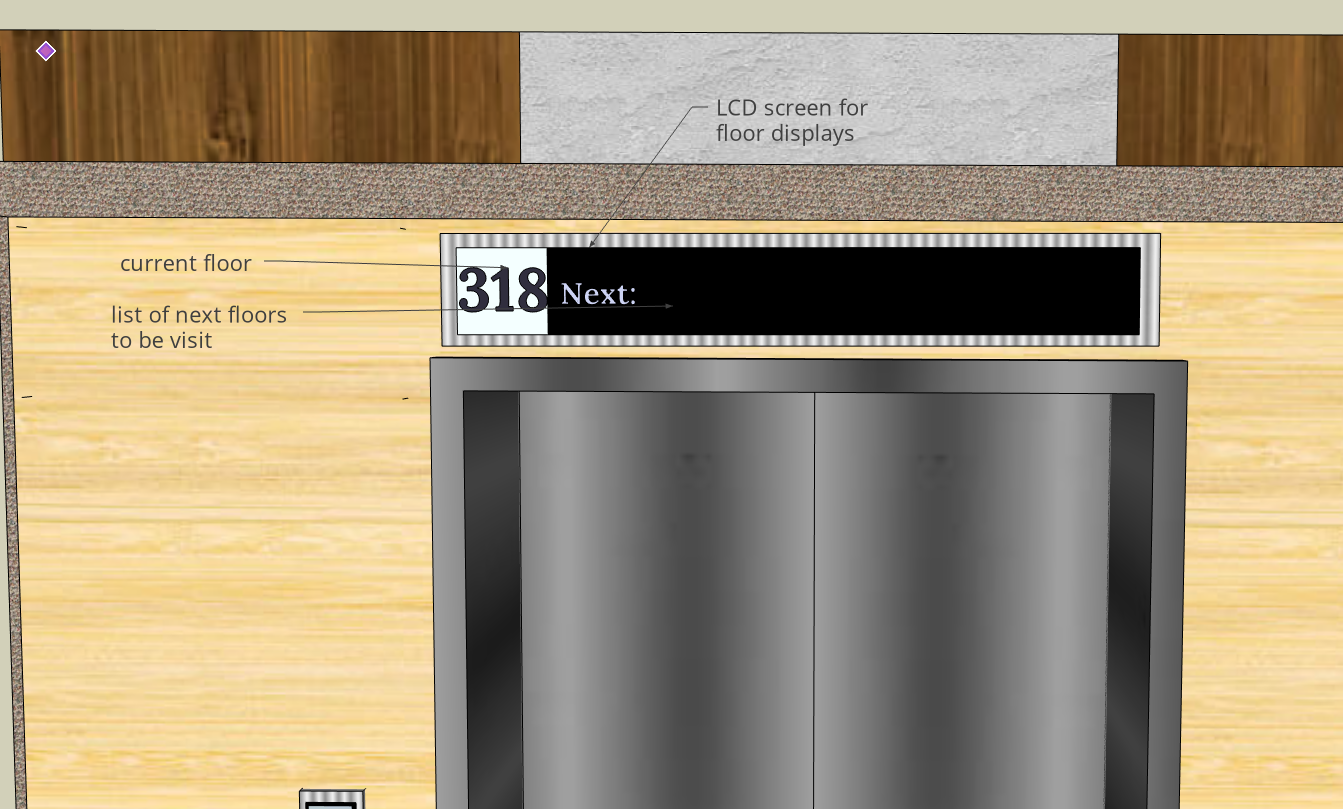 LCD screen for
floor displays
current floor
318 Next:
list of next floors
to be visit